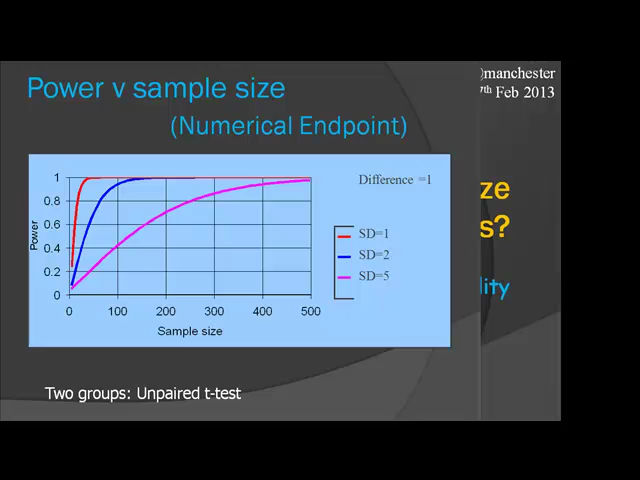 Power v sample size
(Numerical Endpoint)
manchester
7th Feb 2013
Difference =1
1
0.8
0.6
0.4
0.2
0
Power
0
100
200
300
400
500
Sample size
SD=1
SD=2
SD=5
ze
s?
lity
Two groups: Unpaired t-test